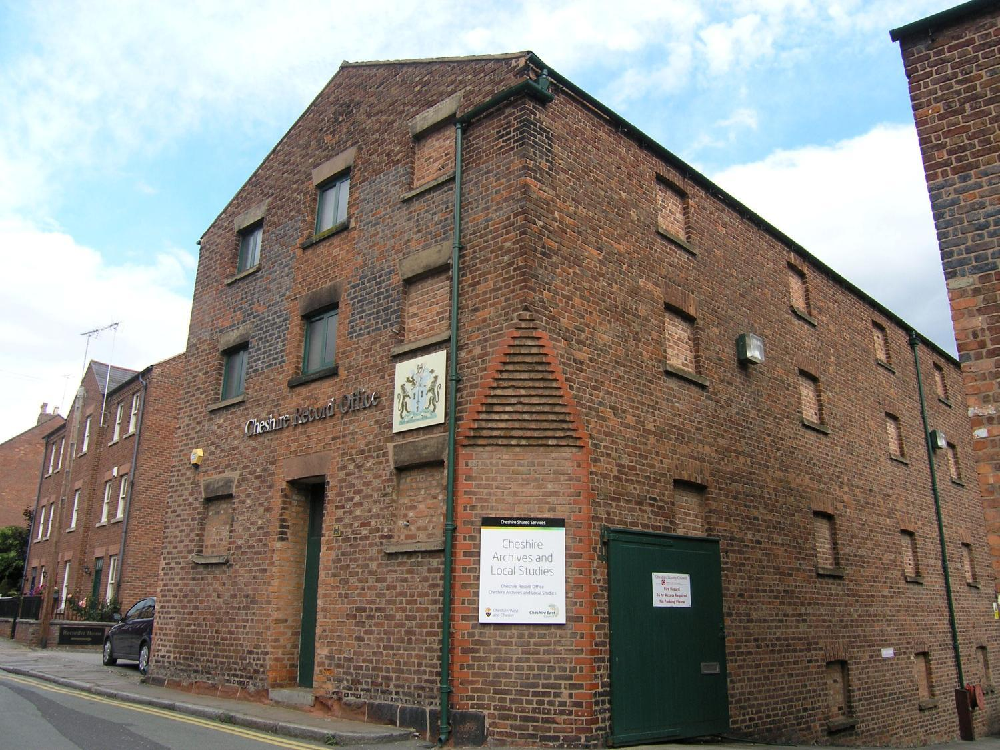 Cheshire Record Office
Cheshire Shared Services
Cheshire
Archives and
Local Studies
Cheshire Record Office
Cheshire Archives and Local Studies
Cheshire West
and Chester
Cheshire East
Council
Cheshire County Council
Fire Hazard
24 hr Access Required
No Parking Please
Recorder House